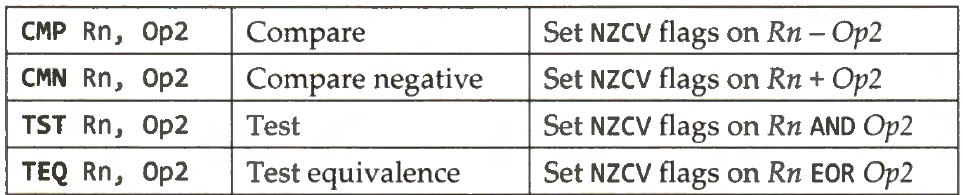 CMP Rn, Op2 Compare Set NZCV flags on Rn – Op2
CMN Rn, Op2 Compare negative Set NZCV flags on Rn + Op2
TST Rn, Op2 Test Set NZCV flags on Rn AND Op2
TEQ Rn, Op2 Test equivalence Set NZCV flags on Rn EOR Op2